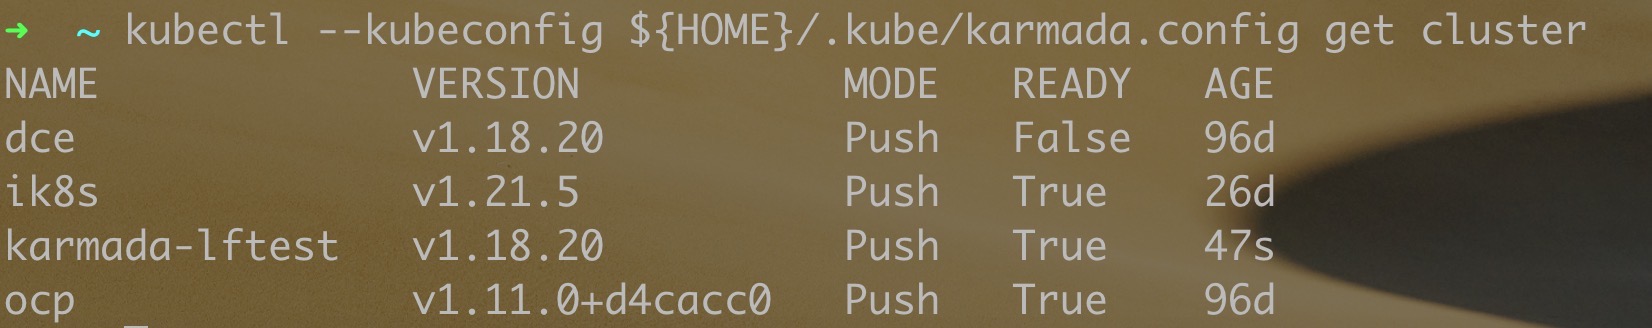 ➜ ~ kubectl --kubeconfig ${HOME}/.kube/karmada.config get cluster
NAME VERSION MODE READY AGE
dce v1.18.20 Push False 96d
ik8s v1.21.5 Push True 26d
karmada-lftest v1.18.20 Push True 47s
ocp v1.11.0+d4cacc0 Push True 96d